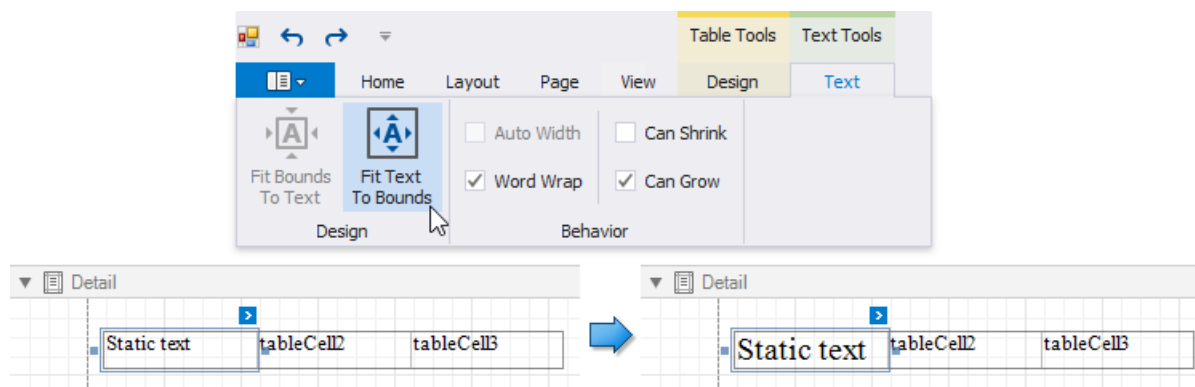 Table Tools Text Tools
Home Layout Page View Design Text
A A Auto Width Can Shrink
Fit Bounds Fit Text Word Wrap Can Grow
To Text To Bounds
Design Behavior
Detail Detail
Static text tableCell2 tableCell3 Static text tableCell2 tableCell3